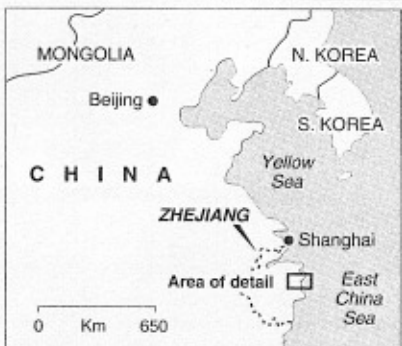 MONGOLIA
N. KOREA
Beijing
S. KOREA
Yellow
Sea
C H I N A
ZHEJIANG
Shanghai
Area of detail
East
China
Sea
0 Km 650